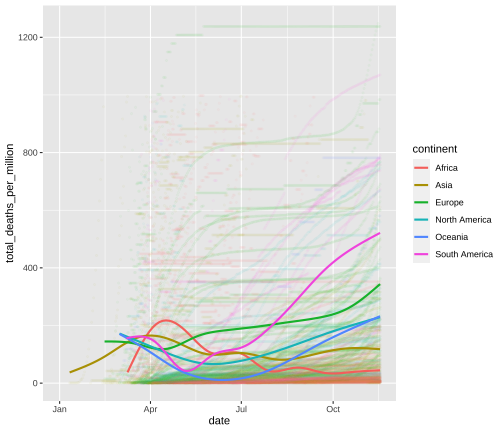 1200
800
400
0
total_deaths_per_million
Jan
Apr
Jul
Oct
date
continent
Africa
Asia
Europe
North America
Oceania
South America